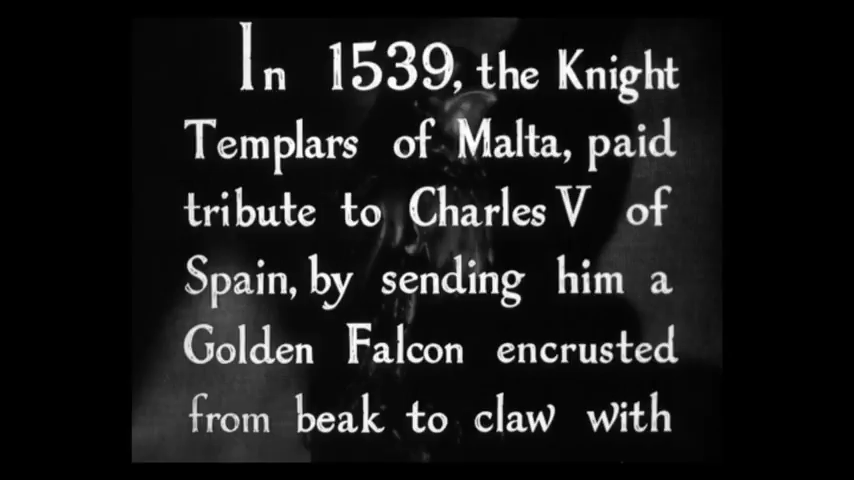 In 1539, the Knight
Templars of Malta, paid
tribute to Charles V of
Spain, by sending him a
Golden Falcon encrusted
from beak to claw with